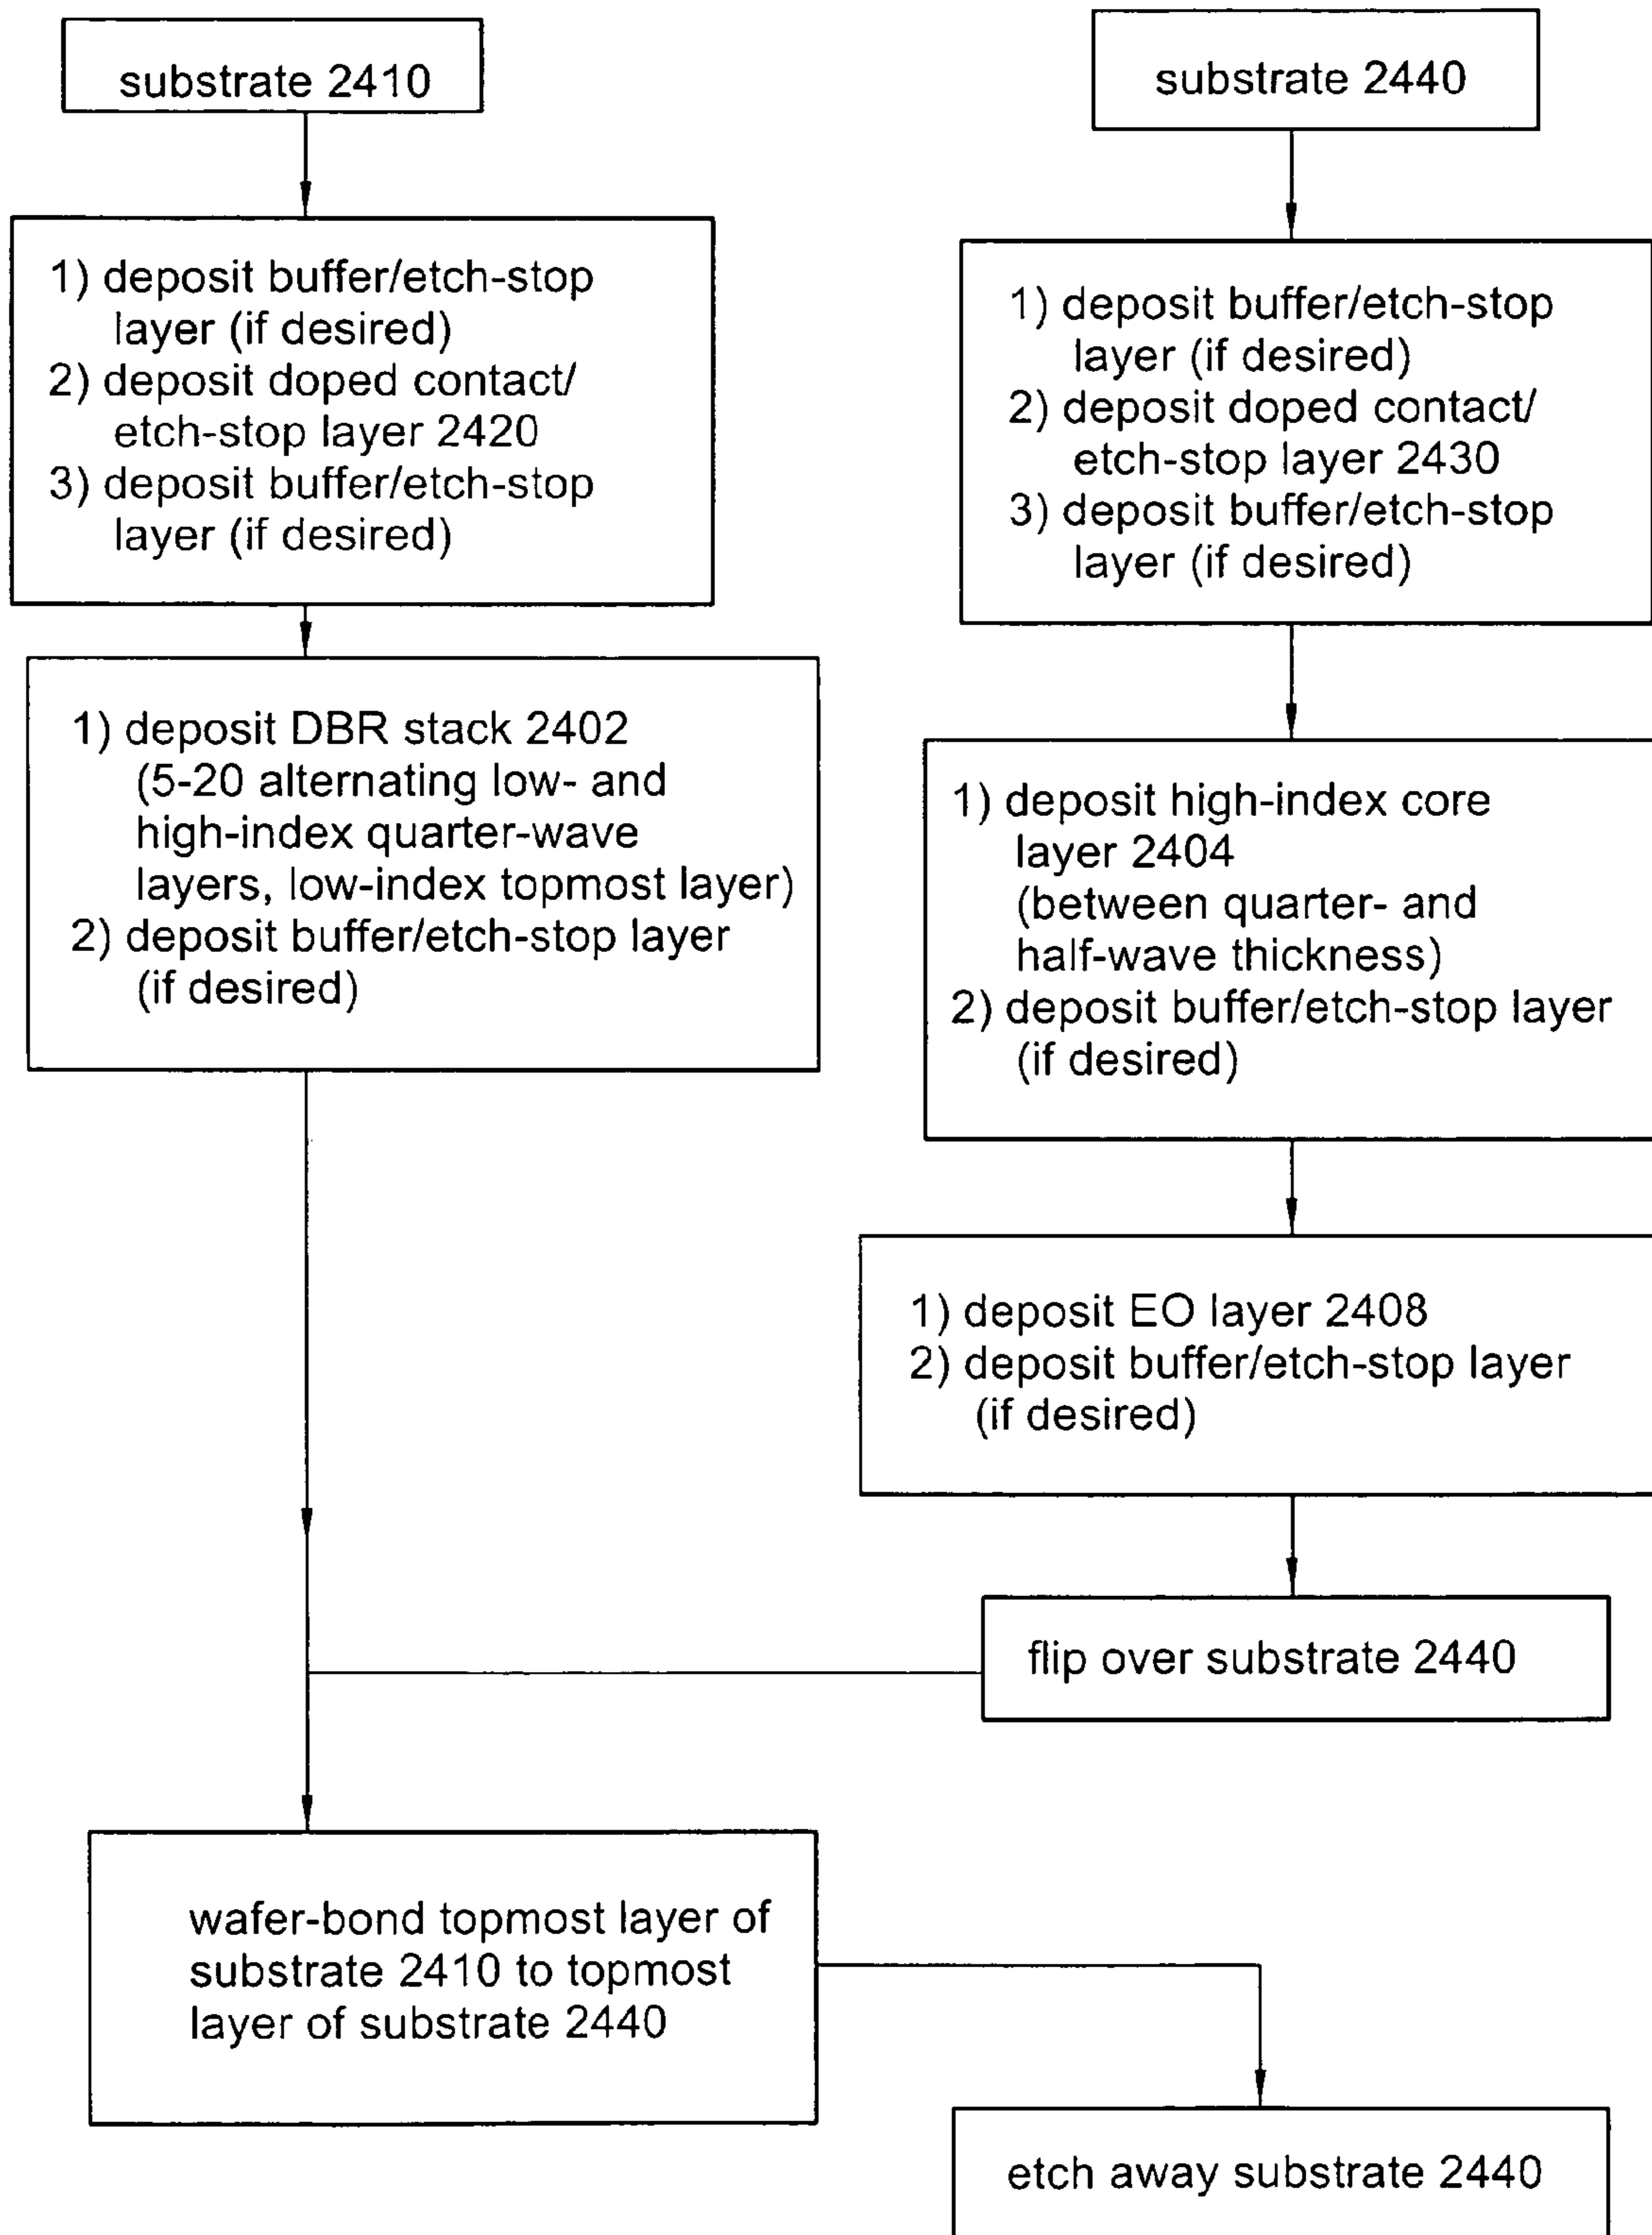 substrate 2410
1) deposit buffer/etch-stop
layer (if desired)
2) deposit doped contact/
etch-stop layer 2420
3) deposit buffer/etch-stop
layer (if desired)
1) deposit DBR stack 2402
(5-20 alternating low- and
high-index quarter-wave
layers, low-index topmost layer)
2) deposit buffer/etch-stop layer
(if desired)
substrate 2440
1) deposit buffer/etch-stop
layer (if desired)
2) deposit doped contact/
etch-stop layer 2430
3) deposit buffer/etch-stop
layer (if desired)
1) deposit high-index core
layer 2404
(between quarter- and
half-wave thickness)
2) deposit buffer/etch-stop layer
(if desired)
1) deposit EO layer 2408
2) deposit buffer/etch-stop layer
(if desired)
flip over substrate 2440
wafer-bond topmost layer of
substrate 2410 to topmost
layer of substrate 2440
etch away substrate 2440